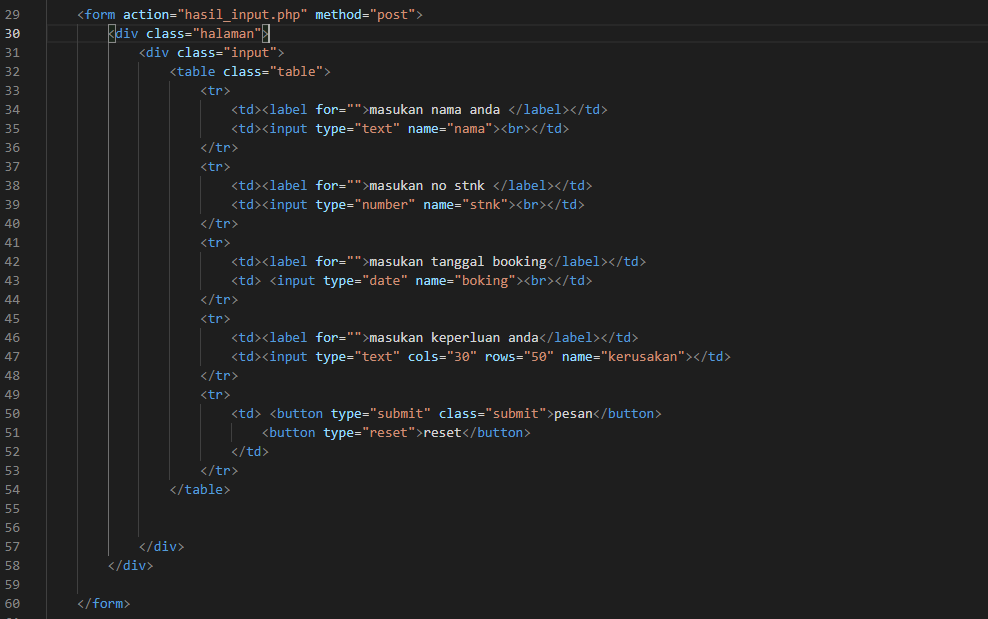 29 <form action="hasil_input.php" method="post">
30 <div class="halaman">
31 <div class="input">
32 <table class="table">
33 <tr>
34 <td><label for="">masukan nama anda </label></td>
35 <td><input type="text" name="nama"><br></td>
36 </tr>
37 <tr>
38 <td><label for="">masukan no stnk </label></td>
39 <td><input type="number" name="stnk"><br></td>
40 </tr>
41 <tr>
42 <td><label for="">masukan tanggal booking</label></td>
43 <td> <input type="date" name="boking"><br></td>
44 </tr>
45 <tr>
46 <td><label for="">masukan keperluan anda</label></td>
47 <td><input type="text" cols="30" rows="50" name="kerusakan"></td>
48 </tr>
49 <tr>
50 <td> <button type="submit" class="submit">pesan</button>
51 <button type="reset">reset</button>
52 </td>
53 </tr>
54 </table>
55
56
57 </div>
58 </div>
59
60 </form>